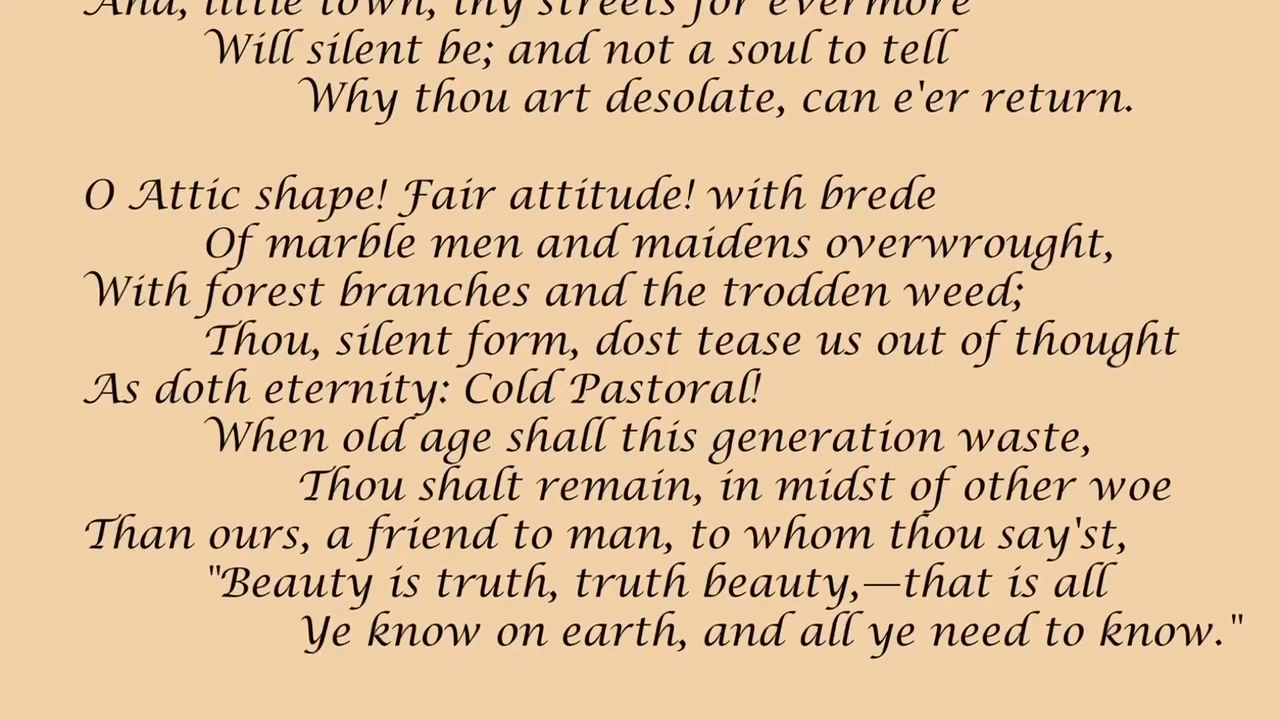 And, little town, thy streets for evermore
Will silent be; and not a soul to tell
Why thou art desolate, can e'er return.
O Attic shape! Fair attitude! with brede
Of marble men and maidens overwrought,
With forest branches and the trodden weed;
Thou, silent form, dost tease us out of thought
As doth eternity: Cold Pastoral!
When old age shall this generation waste,
Thou shalt remain, in midst of other woe
Than ours, a friend to man, to whom thou say'st,
"Beauty is truth, truth beauty,—that is all
Ye know on earth, and all ye need to know."